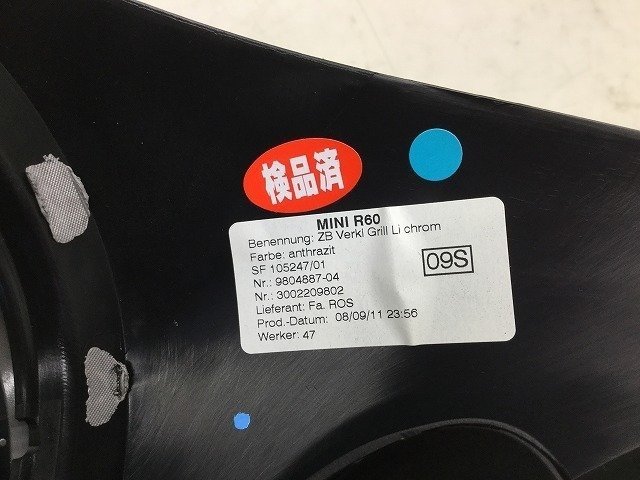 検品済
MINI R60
Benennung: ZB Verkl Grill Li chrom
Farbe: anthrazit
SF 105247/01
Nr.: 9804887-04
Nr.: 3002209802
Lieferant: Fa. ROS
Prod.-Datum: 08/09/11 23:56
Werker: 47
09S